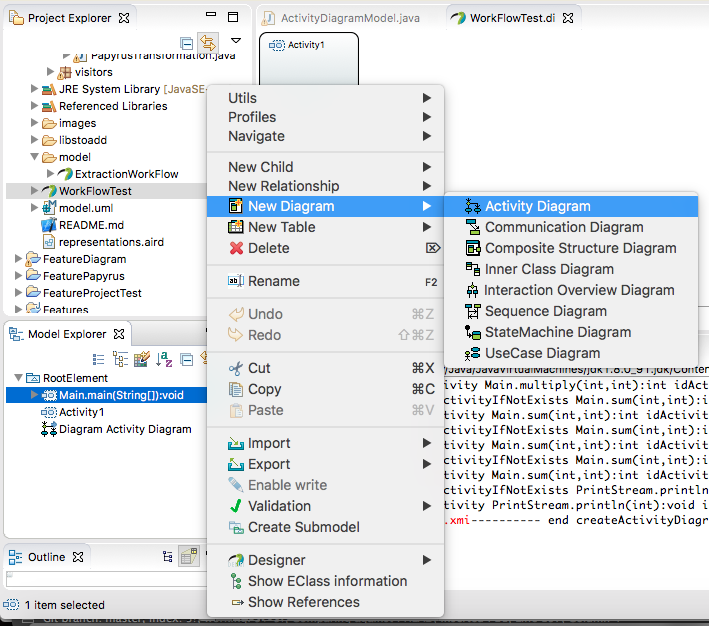 Project Explorer
ActivityDiagramModel.java
WorkFlowTest.di
PapyrusTransformation.java
visitors
JRE System Library [JavaSE-
Referenced Libraries
images
libstoadd
model
ExtractionWorkFlow
WorkFlowTest
model.uml
README.md
representations.aird
FeatureDiagram
FeaturePapyrus
FeatureProjectTest
Features
Activity1
Utils
Profiles
Navigate
New Child
New Relationship
New Diagram
New Table
Delete
Rename F2
Undo ⌘Z
Redo ⇧⌘Z
Cut ⌘X
Copy ⌘C
Paste ⌘V
Import
Export
Enable write
Validation
Create Submodel
Designer
Show EClass information
Show References
Activity Diagram
Communication Diagram
Composite Structure Diagram
Inner Class Diagram
Interaction Overview Diagram
Sequence Diagram
StateMachine Diagram
UseCase Diagram
Model Explorer
RootElement
Main.main(String[]):void
Activity1
Diagram Activity Diagram
Outline
1 item selected
/Java/JavaVirtualMachines/jdk1.8.0_91.jdk/Conten
ivity Main.multiply(int,int):int idAct
ctivityIfNotExists Main.sum(int,int):i
ivity Main.sum(int,int):int idActivit
ctivityIfNotExists Main.sum(int,int):i
ivity Main.sum(int,int):int idActivit
ctivityIfNotExists Main.sum(int,int):i
ivity Main.sum(int,int):int idActivit
ctivityIfNotExists PrintStream.println
ivity PrintStream.println(int):void i
.xmi---------- end createActivityDiagr